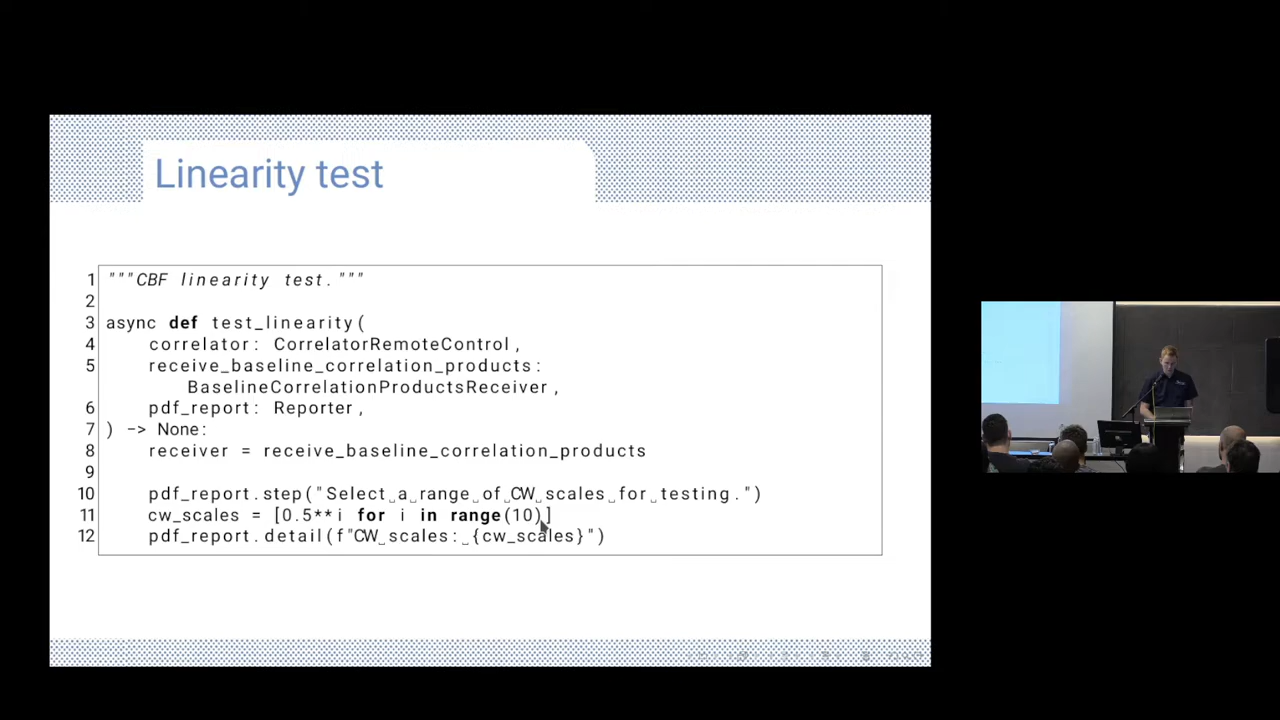 Linearity test
1 """CBF linearity test."""
2
3 async def test_linearity(
4 correlator: CorrelatorRemoteControl,
5 receive_baseline_correlation_products:
BaselineCorrelationProductsReceiver,
6 pdf_report: Reporter,
7 ) -> None:
8 receiver = receive_baseline_correlation_products
9
10 pdf_report.step("Select␣a␣range␣of␣CW␣scales␣for␣testing.")
11 cw_scales = [0.5**i for i in range(10)]
12 pdf_report.detail(f"CW␣scales:␣{cw_scales}")